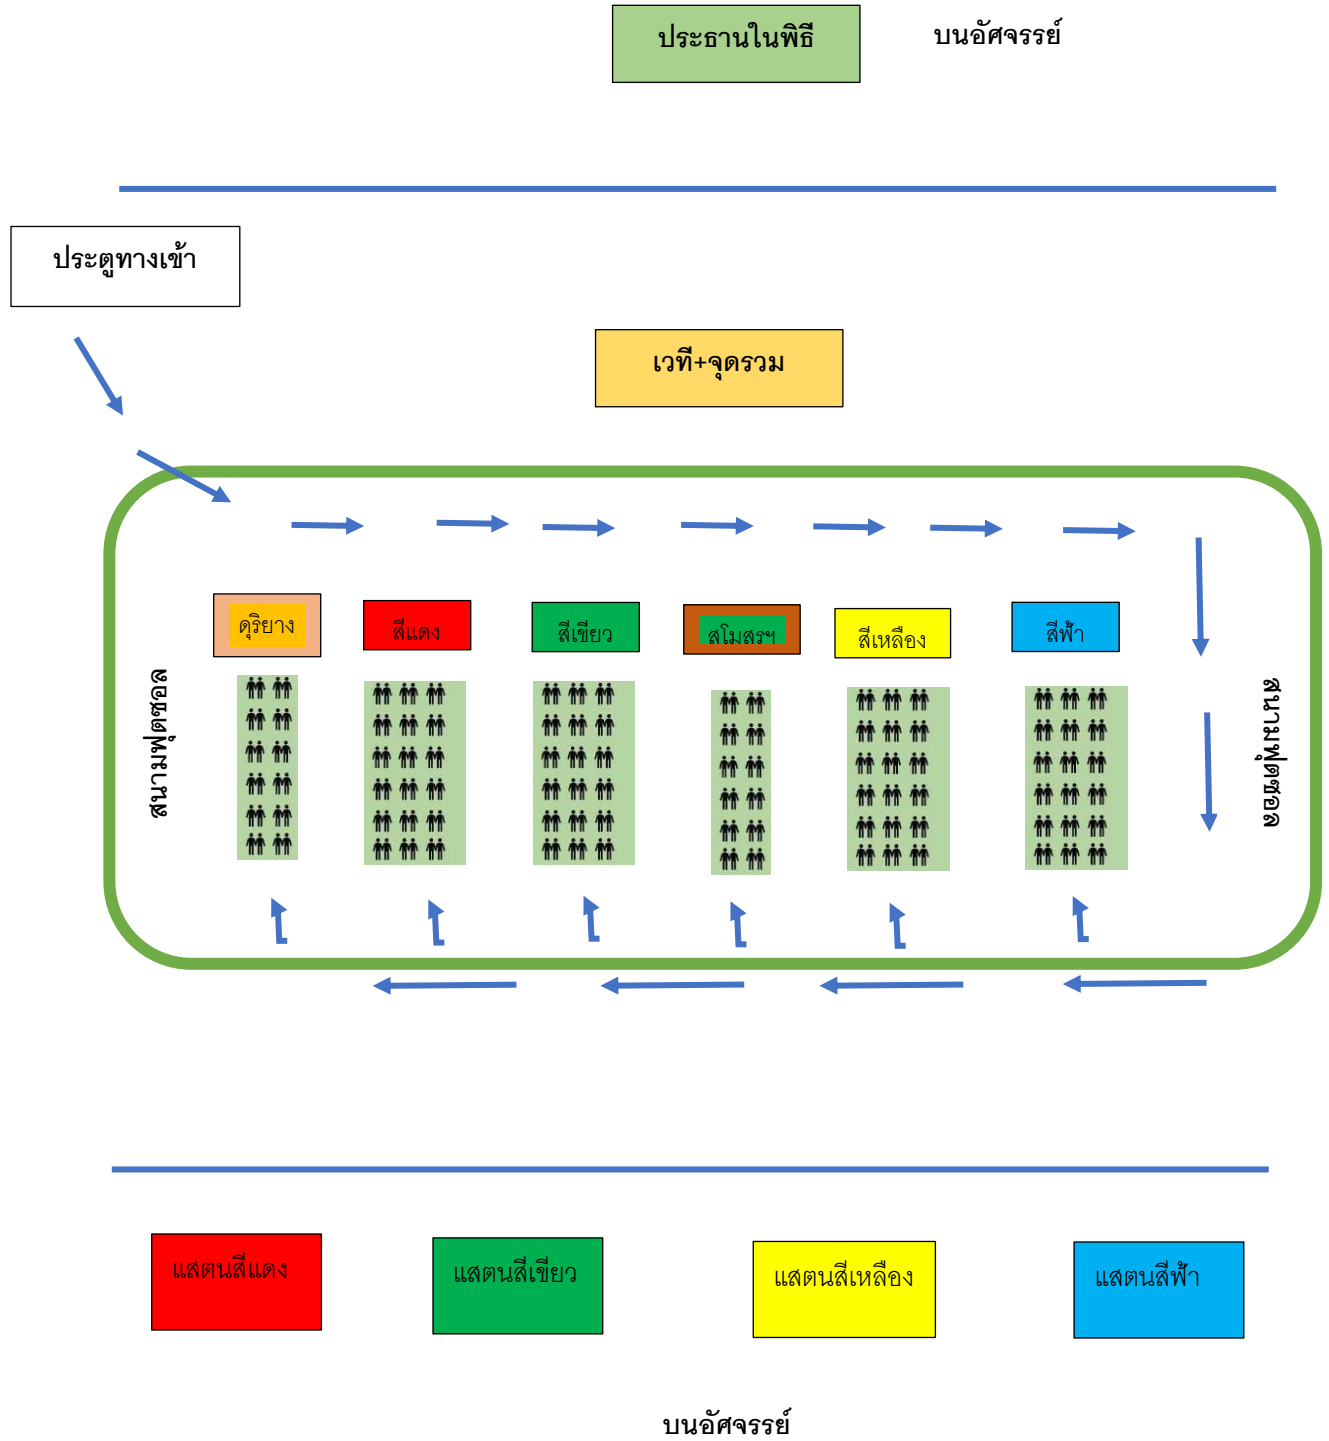 ประธานในพิธี
บนอัศจรรย์
ประตูทางเข้า
เวที+จุดรวม
ดุริยาง
สีแดง
สีเขียว
สโมสรฯ
สีเหลือง
สีฟ้า
สนามฟุตซอล
สนามฟุตซอล
แสตนสีแดง
แสตนสีเขียว
แสตนสีเหลือง
แสตนสีฟ้า
บนอัศจรรย์